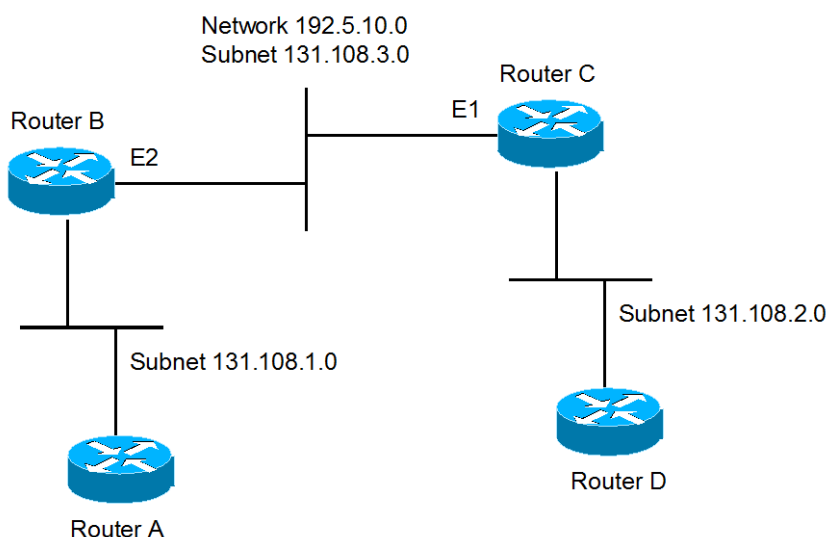 Network 192.5.10.0
Subnet 131.108.3.0
Router C
E1
Router B
E2
Subnet 131.108.2.0
Subnet 131.108.1.0
Router D
Router A